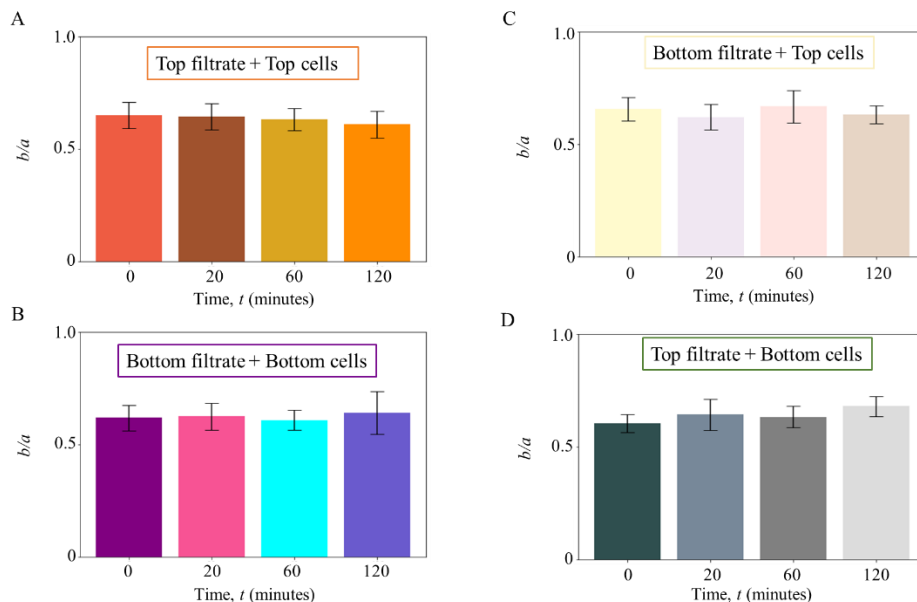 A
1.0
Top filtrate + Top cells
b/a
0.5
0
0
20
60
120
Time, t (minutes)
B
1.0
Bottom filtrate + Bottom cells
b/a
0.5
0
0
20
60
120
Time, t (minutes)
C
1.0
Bottom filtrate + Top cells
b/a
0.5
0
0
20
60
120
Time, t (minutes)
D
1.0
Top filtrate + Bottom cells
b/a
0.5
0
0
20
60
120
Time, t (minutes)